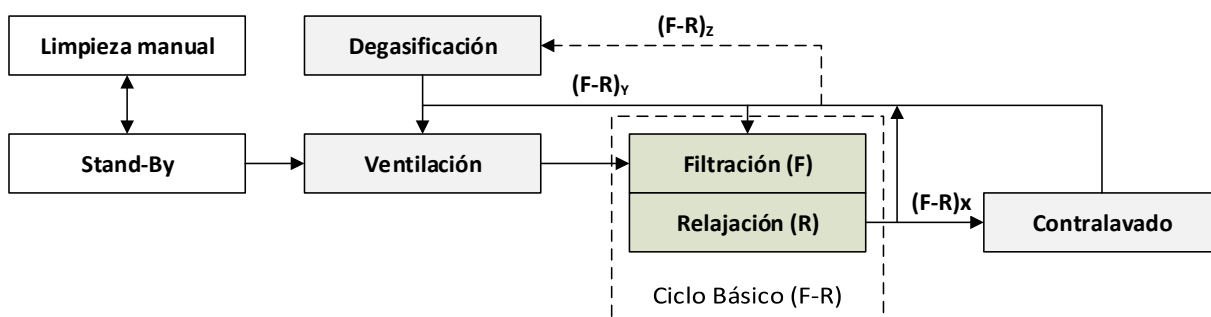 Limpieza manual
Degasificación
(F-R)z
(F-R)Y
Stand-By
Ventilación
Filtración (F)
Relajación (R)
(F-R)x
Contralavado
Ciclo Básico (F-R)